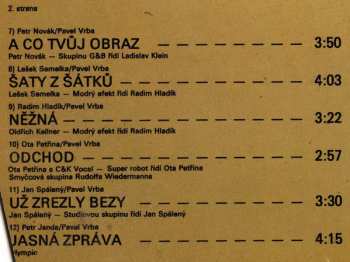 2. strana
7) Petr Novák/Pavel Vrba
A CO TVŮJ OBRAZ — — — — — — — — 3:50
Petr Novák — Skupinu G&B řídí Ladislav Klein
8) Lešek Semelka/Pavel Vrba
ŠATY Z ŠÁTKŮ — — — — — — — — — 4:03
Lešek Semelka — Modrý efekt řídí Radim Hladík
9) Radim Hladík/Pavel Vrba
NĚŽNÁ — — — — — — — — — — — — 3:22
Oldřich Kellner — Modrý efekt řídí Radim Hladík
10) Ota Petřina/Pavel Vrba
ODCHOD — — — — — — — — — — — 2:57
Ota Petřina a C&K Vocal — Super robot řídí Ota Petřina
Smyčcová skupina Rudolfa Wiedermanna
11) Jan Spálený/Pavel Vrba
UŽ ZREZLY BEZY — — — — — — — — 3:30
Jan Spálený — Studiovou skupinu řídí Jan Spálený
12) Petr Janda/Pavel Vrba
JASNÁ ZPRÁVA — — — — — — — — — 4:15
Olympic